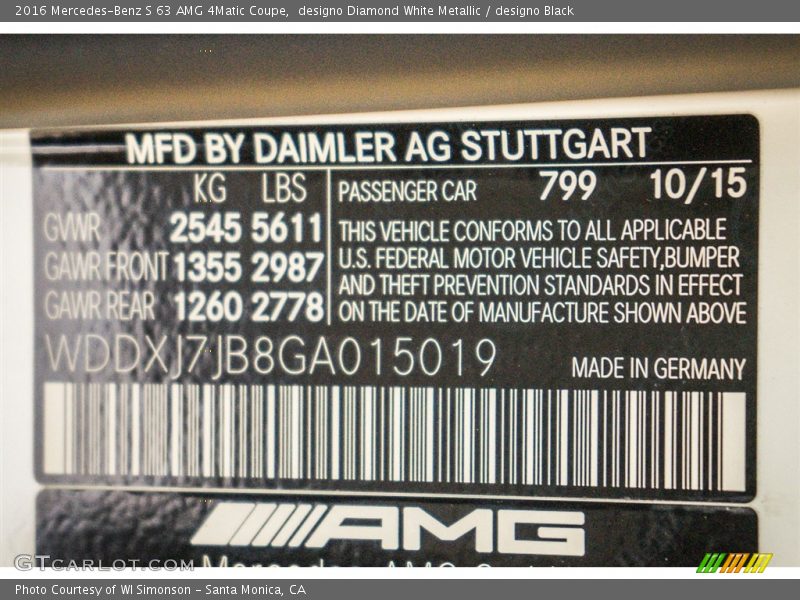 2016 Mercedes-Benz S 63 AMG 4Matic Coupe,  designo Diamond White Metallic / designo Black
MFD BY DAIMLER AG STUTTGART
KG LBS
GVWR 2545 5611
GAWR FRONT 1355 2987
GAWR REAR 1260 2778
PASSENGER CAR 799 10/15
THIS VEHICLE CONFORMS TO ALL APPLICABLE
U.S. FEDERAL MOTOR VEHICLE SAFETY,BUMPER
AND THEFT PREVENTION STANDARDS IN EFFECT
ON THE DATE OF MANUFACTURE SHOWN ABOVE
WDDXJ7JB8GA015019
MADE IN GERMANY
AMG
GTCARLOT.COM
Photo Courtesy of WI Simonson - Santa Monica, CA